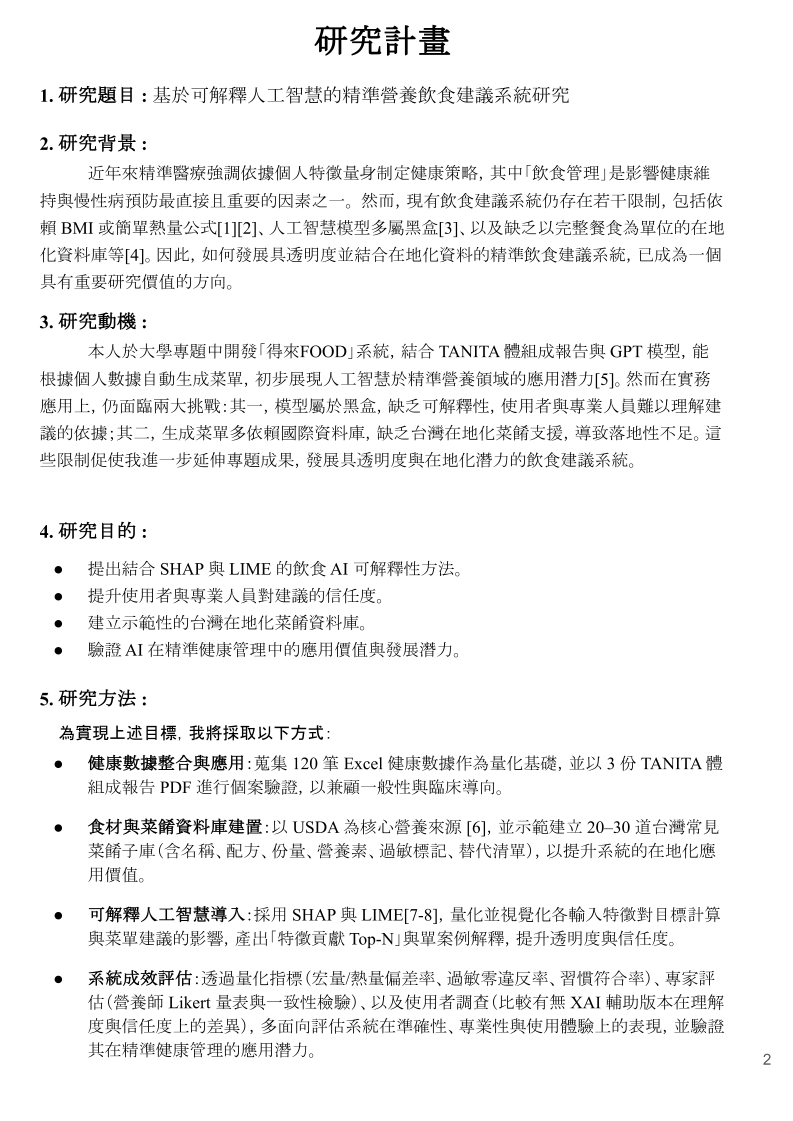 研究計畫
1. 研究題目 : 基於可解釋人工智慧的精準營養飲食建議系統研究
2. 研究背景 :
近年來精準醫療強調依據個人特徵量身制定健康策略，其中「飲食管理」是影響健康維
持與慢性病預防最直接且重要的因素之一。然而，現有飲食建議系統仍存在若干限制，包括依
賴 BMI 或簡單熱量公式[1][2]、人工智慧模型多屬黑盒[3]、以及缺乏以完整餐食為單位的在地
化資料庫等[4]。因此，如何發展具透明度並結合在地化資料的精準飲食建議系統，已成為一個
具有重要研究價值的方向。
3. 研究動機 :
本人於大學專題中開發「得來FOOD」系統，結合 TANITA 體組成報告與 GPT 模型，能
根據個人數據自動生成菜單，初步展現人工智慧於精準營養領域的應用潛力[5]。然而在實務
應用上，仍面臨兩大挑戰：其一，模型屬於黑盒，缺乏可解釋性，使用者與專業人員難以理解建
議的依據；其二，生成菜單多依賴國際資料庫，缺乏台灣在地化菜餚支援，導致落地性不足。這
些限制促使我進一步延伸專題成果，發展具透明度與在地化潛力的飲食建議系統。
4. 研究目的 :
● 提出結合 SHAP 與 LIME 的飲食 AI 可解釋性方法。
● 提升使用者與專業人員對建議的信任度。
● 建立示範性的台灣在地化菜餚資料庫。
● 驗證 AI 在精準健康管理中的應用價值與發展潛力。
5. 研究方法 :
為實現上述目標，我將採取以下方式：
● 健康數據整合與應用：蒐集 120 筆 Excel 健康數據作為量化基礎，並以 3 份 TANITA 體
組成報告 PDF 進行個案驗證，以兼顧一般性與臨床導向。
● 食材與菜餚資料庫建置：以 USDA 為核心營養來源 [6]，並示範建立 20–30 道台灣常見
菜餚子庫（含名稱、配方、份量、營養素、過敏標記、替代清單），以提升系統的在地化應
用價值。
● 可解釋人工智慧導入：採用 SHAP 與 LIME[7-8]，量化並視覺化各輸入特徵對目標計算
與菜單建議的影響，產出「特徵貢獻 Top-N」與單案例解釋，提升透明度與信任度。
● 系統成效評估：透過量化指標（宏量/熱量偏差率、過敏零違反率、習慣符合率）、專家評
估（營養師 Likert 量表與一致性檢驗）、以及使用者調查（比較有無 XAI 輔助版本在理解
度與信任度上的差異），多面向評估系統在準確性、專業性與使用體驗上的表現，並驗證
其在精準健康管理的應用潛力。
2